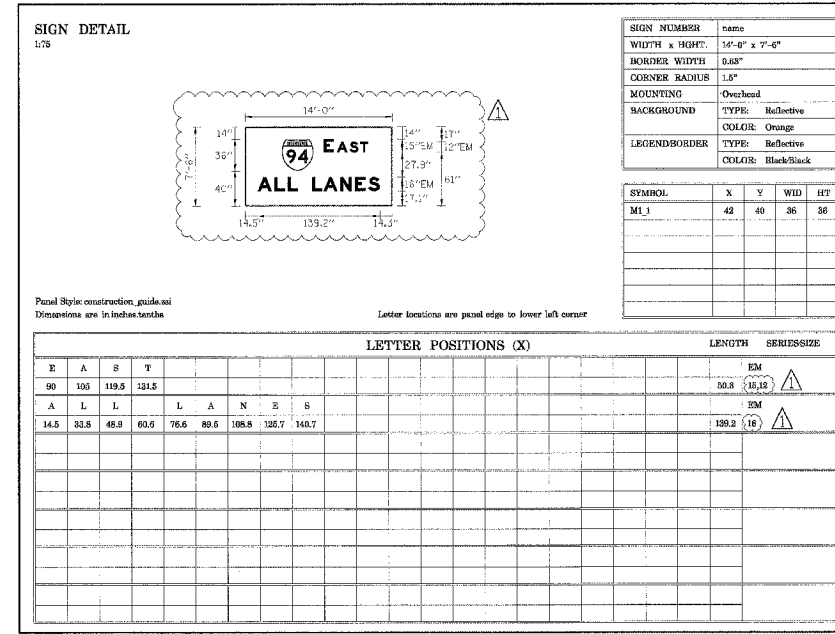 SIGN DETAIL
1:75
SIGN NUMBER name
WIDTH x HGHT. 14'-0" x 7'-6"
BORDER WIDTH 0.63"
CORNER RADIUS 1.5"
MOUNTING Overhead
BACKGROUND TYPE: Reflective
COLOR: Orange
LEGEND/BORDER TYPE: Reflective
COLOR: Black/Black
SYMBOL X Y WID HT
M1_1 42 40 36 36
14'-0"
1
7'-6"
14"
36"
40"
94 EAST
ALL LANES
14"
15"EM
27.9"
16"EM
17.1"
17"
12"EM
61"
14.5" 139.2" 14.3"
Panel Style: construction_guide.ssi
Dimensions are in inches.tenths
Letter locations are panel edge to lower left corner
LETTER POSITIONS (X) LENGTH SERIES/SIZE
E A S T EM
90 105 119.5 131.5 50.8 15,12 1
A L L L A N E S EM
14.5 33.8 48.9 60.6 76.6 89.6 108.8 125.7 140.7 139.2 16 1